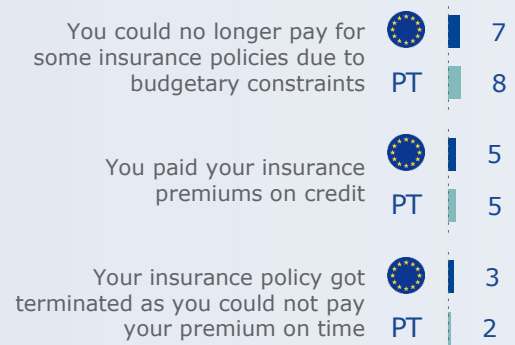 You could no longer pay for
some insurance policies due to
budgetary constraints
7
PT 8
You paid your insurance
premiums on credit
5
PT 5
Your insurance policy got
terminated as you could not pay
your premium on time
3
PT 2